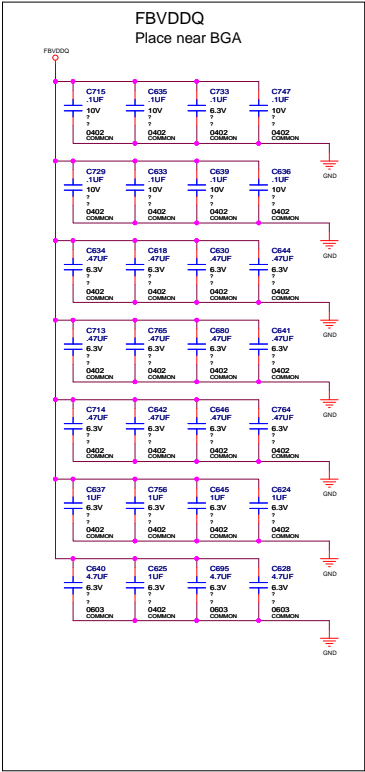 FBVDDQ
Place near BGA
FBVDDQ
C715 C635 C733 C747
.1UF .1UF .1UF .1UF
10V 10V 6.3V 10V
? ? ? ?
? ? ? ?
0402 0402 0402 0402
COMMON COMMON COMMON COMMON
GND
C729 C633 C639 C636
.1UF .1UF .1UF .1UF
10V 10V 10V 10V
? ? ? ?
? ? ? ?
0402 0402 0402 0402
COMMON COMMON COMMON COMMON
GND
C634 C618 C630 C644
.47UF .47UF .47UF .47UF
6.3V 6.3V 6.3V 6.3V
? ? ? ?
? ? ? ?
0402 0402 0402 0402
COMMON COMMON COMMON COMMON
GND
C713 C765 C680 C641
.47UF .47UF .47UF .47UF
6.3V 6.3V 6.3V 6.3V
? ? ? ?
? ? ? ?
0402 0402 0402 0402
COMMON COMMON COMMON COMMON
GND
C714 C642 C646 C764
.47UF .47UF .47UF .47UF
6.3V 6.3V 6.3V 6.3V
? ? ? ?
? ? ? ?
0402 0402 0402 0402
COMMON COMMON COMMON COMMON
GND
C637 C756 C645 C624
1UF 1UF 1UF 1UF
6.3V 6.3V 6.3V 6.3V
? ? ? ?
? ? ? ?
0402 0402 0402 0402
COMMON COMMON COMMON COMMON
GND
C640 C625 C695 C628
4.7UF 1UF 4.7UF 4.7UF
6.3V 6.3V 6.3V 6.3V
? ? ? ?
? ? ? ?
0603 0402 0603 0603
COMMON COMMON COMMON COMMON
GND